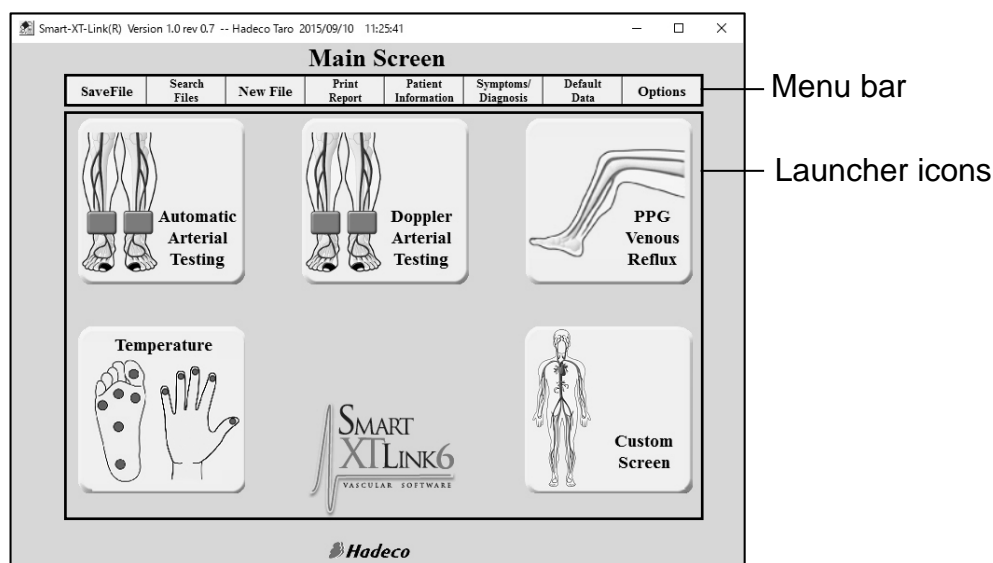 Smart-XT-Link(R) Version 1.0 rev 0.7 -- Hadeco Taro 2015/09/10 11:25:41
Main Screen
SaveFile
Search
Files
New File
Print
Report
Patient
Information
Symptoms/
Diagnosis
Default
Data
Options
Menu bar
Launcher icons
Automatic
Arterial
Testing
Doppler
Arterial
Testing
PPG
Venous
Reflux
Temperature
SMART
XTLINK6
VASCULAR SOFTWARE
Custom
Screen
Hadeco